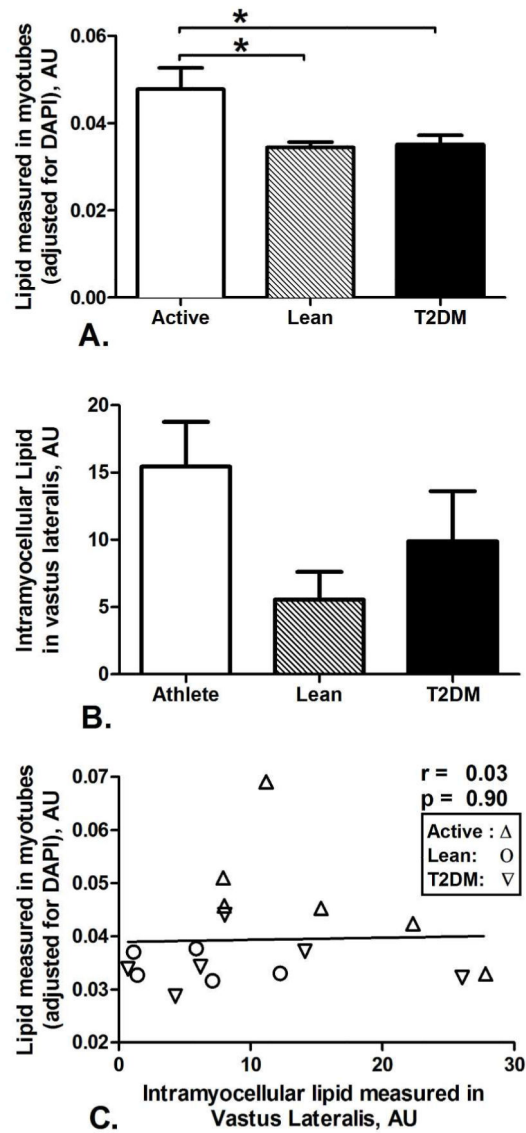 *
*
Lipid measured in myotubes
(adjusted for DAPI), AU
0.06
0.04
0.02
0.00
Active Lean T2DM
A.
Intramyocellular Lipid
in vastus lateralis, AU
20
15
10
5
0
Athlete Lean T2DM
B.
Lipid measured in myotubes
(adjusted for DAPI), AU
0.07
0.06
0.05
0.04
0.03
0.02
r = 0.03
p = 0.90
Active : △
Lean: O
T2DM: ▽
0 10 20 30
Intramyocellular lipid measured in
Vastus Lateralis, AU
C.